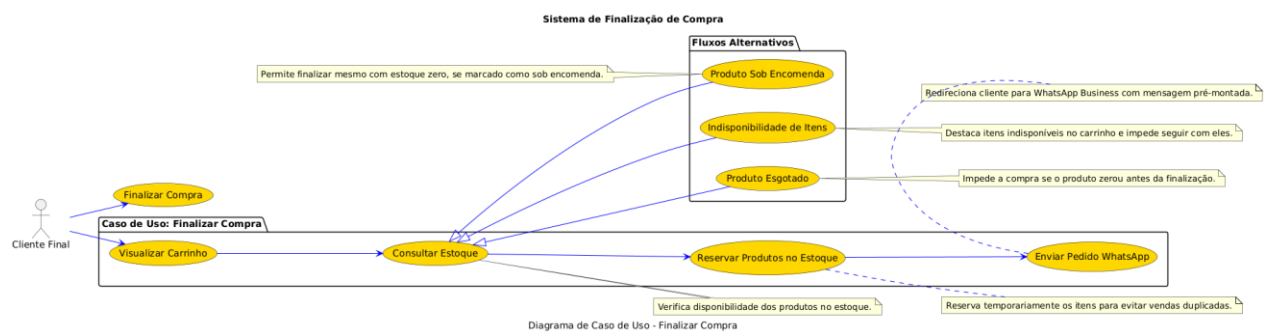 Sistema de Finalização de Compra
Fluxos Alternativos
Permite finalizar mesmo com estoque zero, se marcado como sob encomenda.
Produto Sob Encomenda
Redireciona cliente para WhatsApp Business com mensagem pré-montada.
Indisponibilidade de Itens
Destaca itens indisponíveis no carrinho e impede seguir com eles.
Produto Esgotado
Impede a compra se o produto zerou antes da finalização.
Finalizar Compra
Cliente Final
Caso de Uso: Finalizar Compra
Visualizar Carrinho
Consultar Estoque
Reservar Produtos no Estoque
Enviar Pedido WhatsApp
Verifica disponibilidade dos produtos no estoque.
Reserva temporariamente os itens para evitar vendas duplicadas.
Diagrama de Caso de Uso - Finalizar Compra